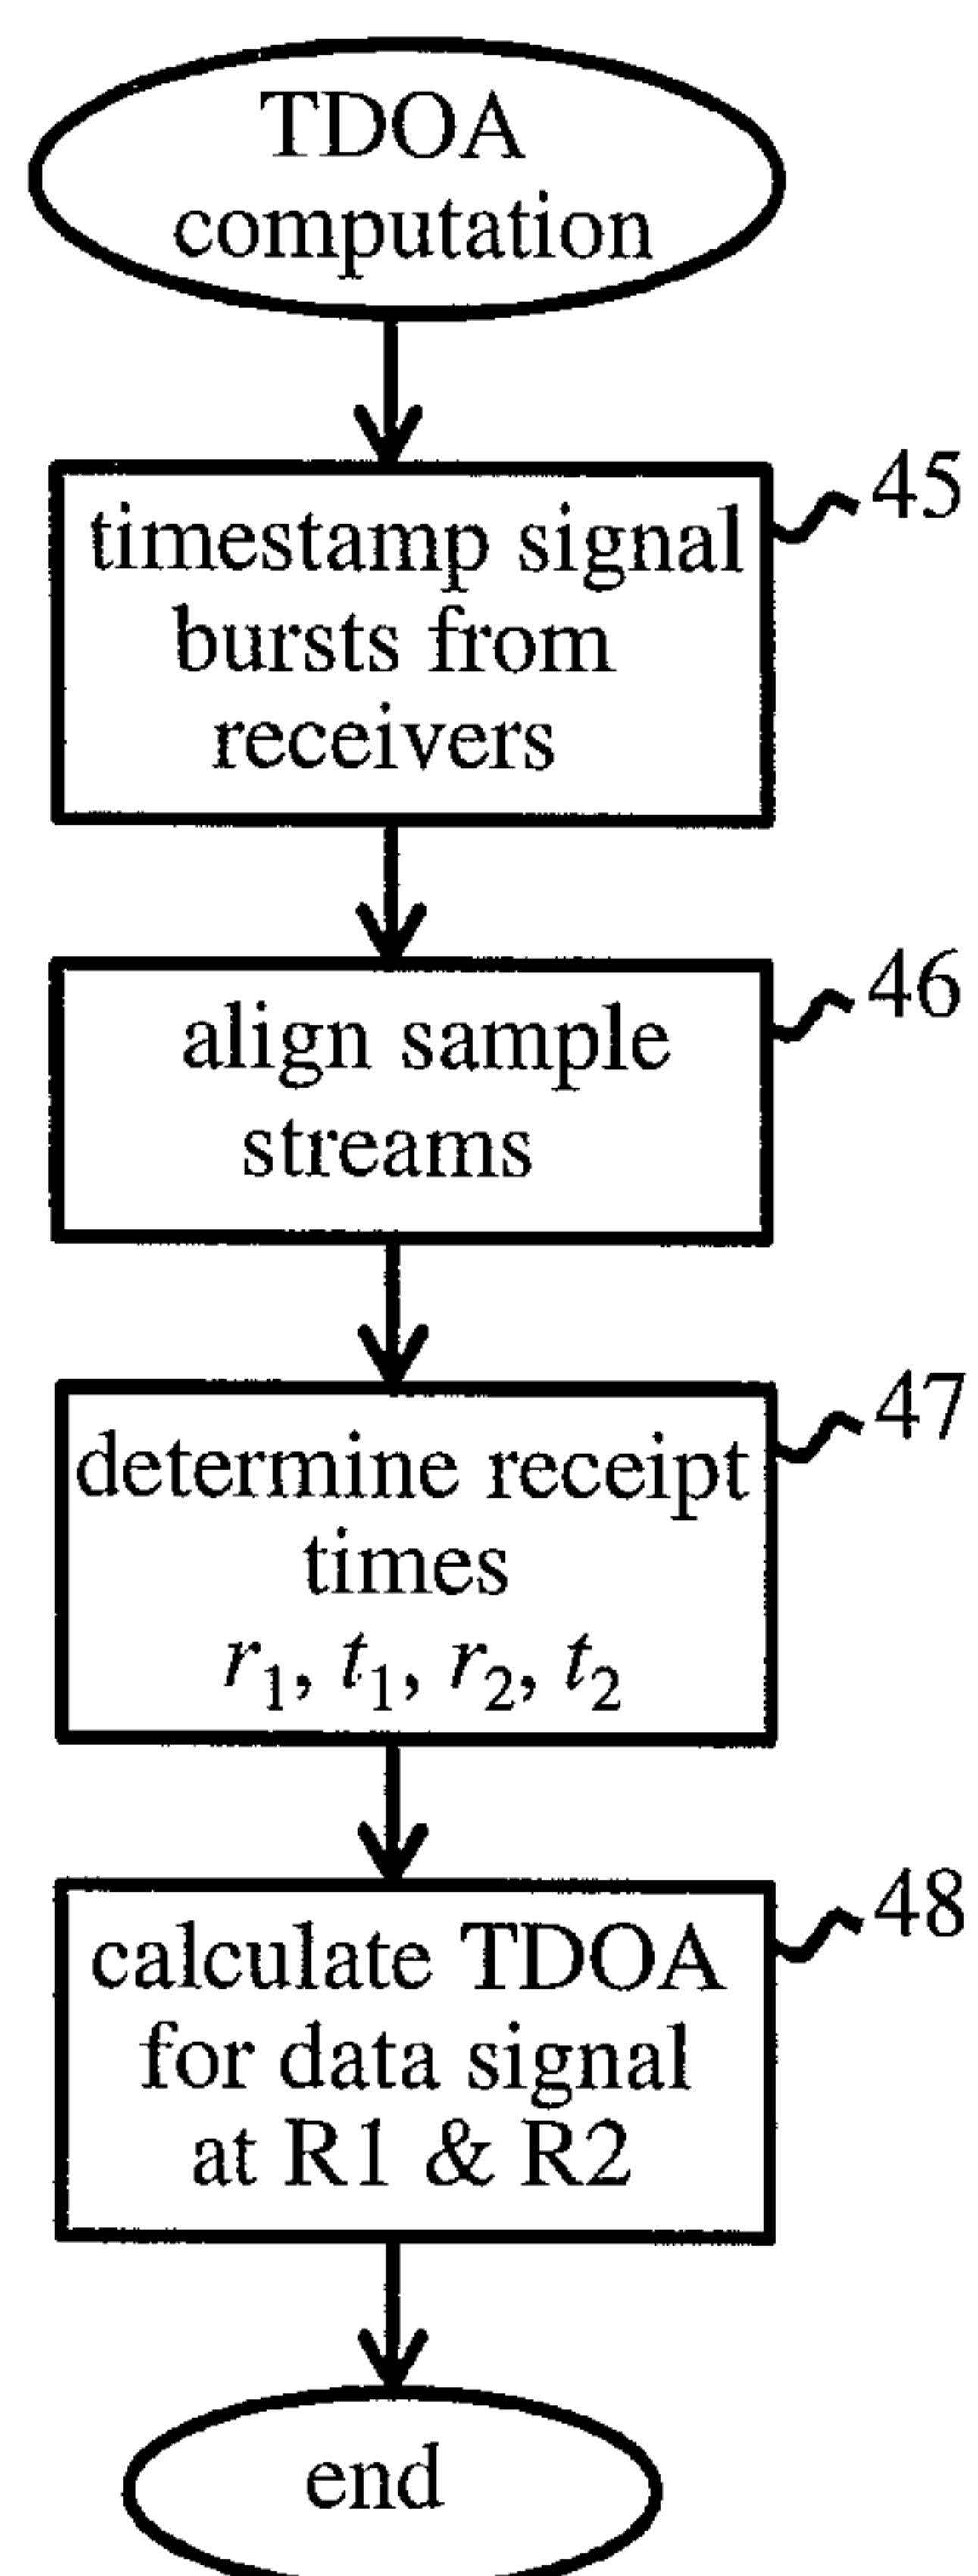 TDOA
computation
45
timestamp signal
bursts from
receivers
46
align sample
streams
47
determine receipt
times
r₁, t₁, r₂, t₂
48
calculate TDOA
for data signal
at R1 & R2
end